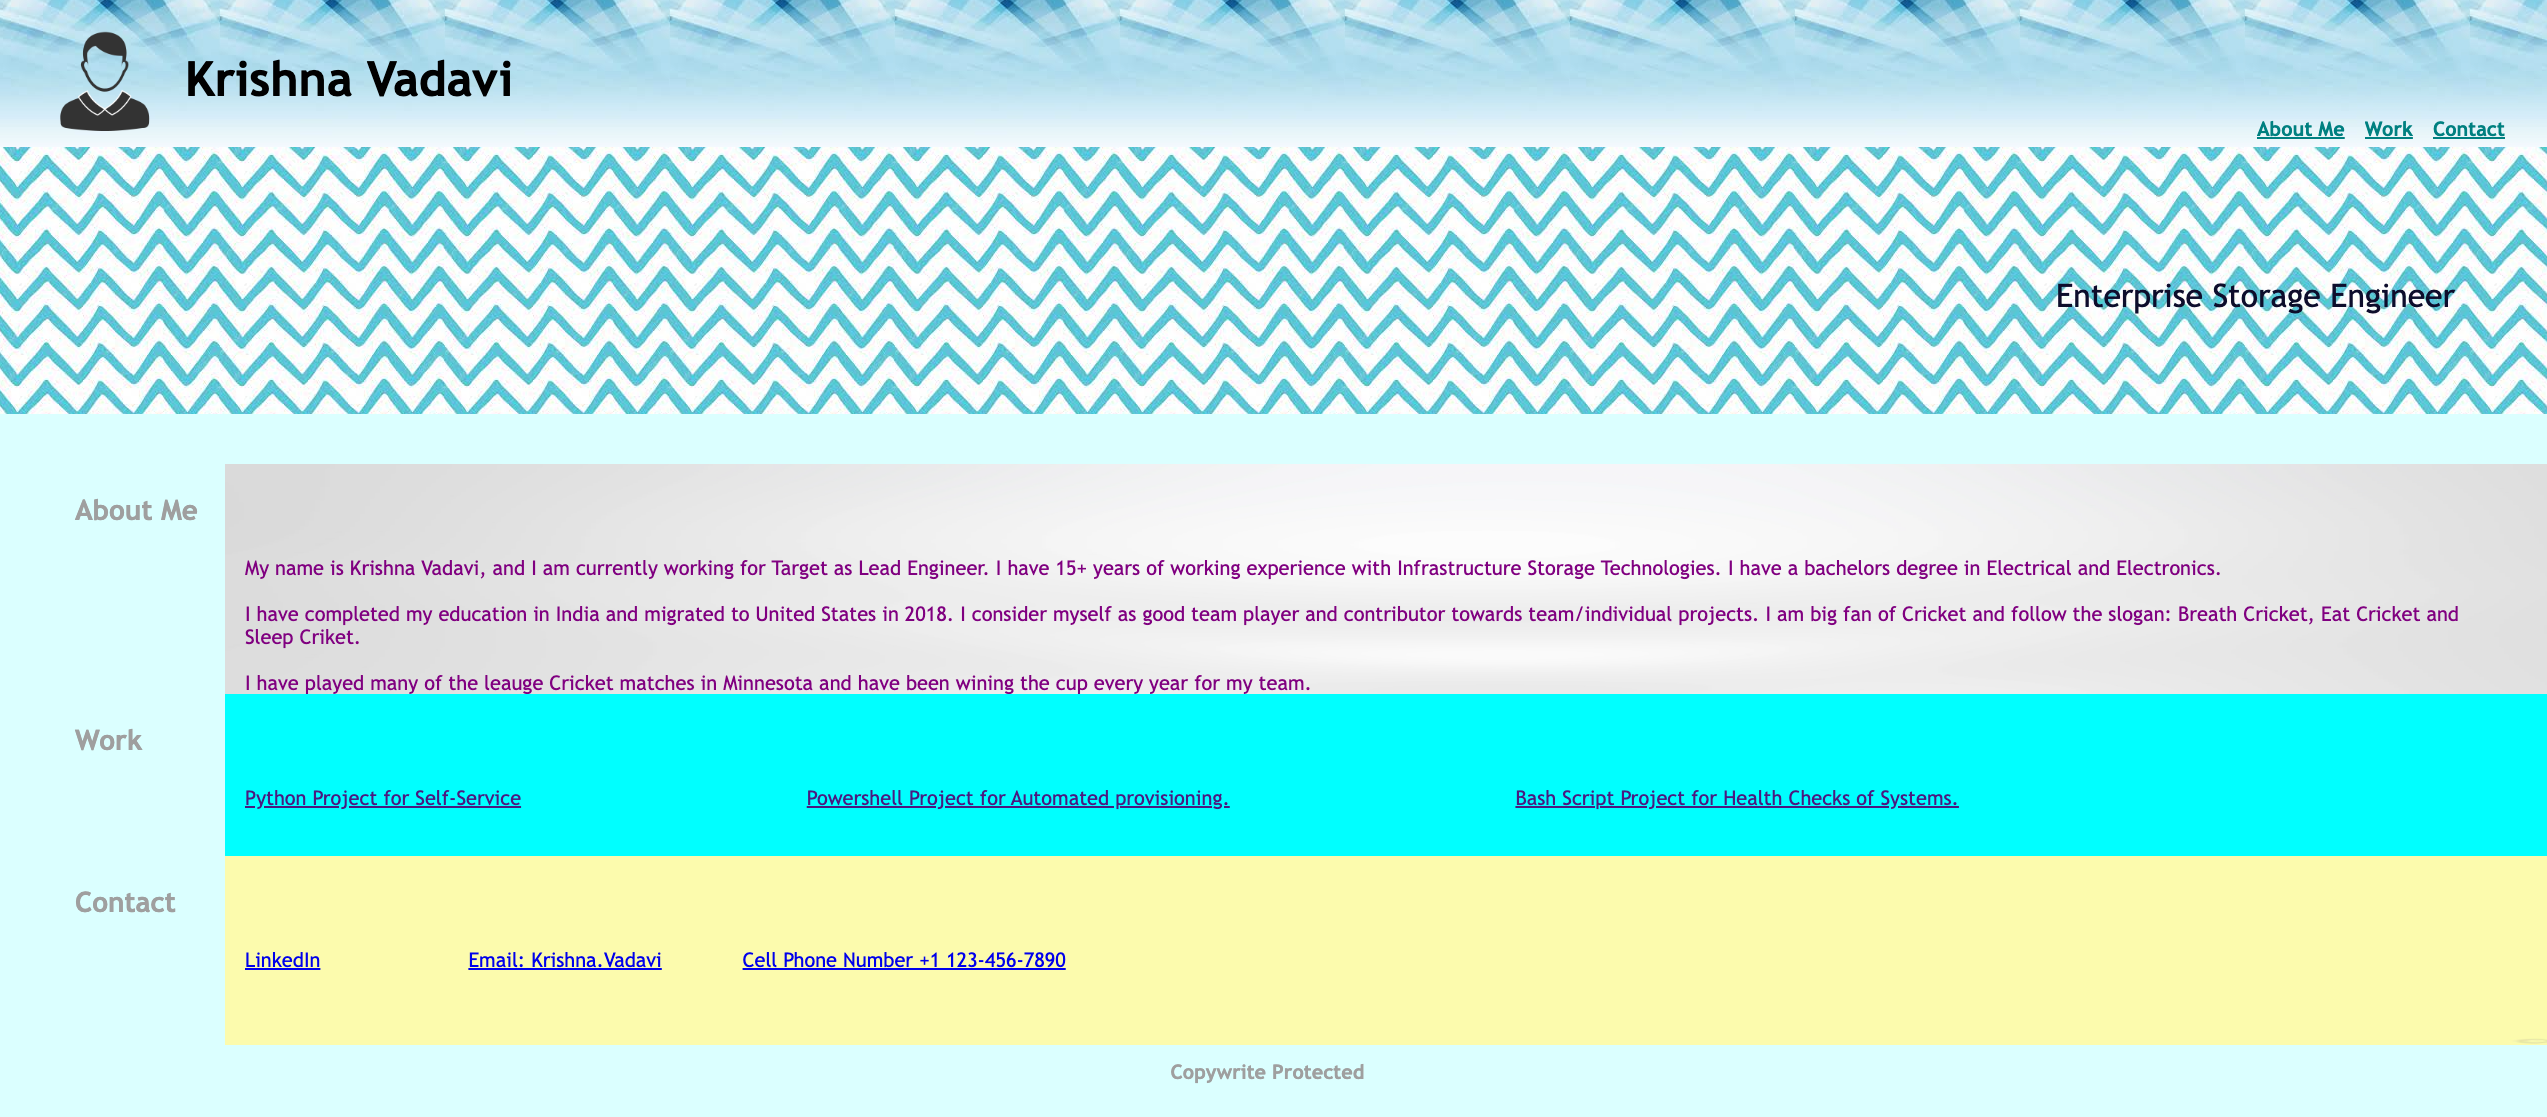 Krishna Vadavi
About Me Work Contact
Enterprise Storage Engineer
About Me
My name is Krishna Vadavi, and I am currently working for Target as Lead Engineer. I have 15+ years of working experience with Infrastructure Storage Technologies. I have a bachelors degree in Electrical and Electronics.
I have completed my education in India and migrated to United States in 2018. I consider myself as good team player and contributor towards team/individual projects. I am big fan of Cricket and follow the slogan: Breath Cricket, Eat Cricket and
Sleep Criket.
I have played many of the leauge Cricket matches in Minnesota and have been wining the cup every year for my team.
Work
Python Project for Self-Service Powershell Project for Automated provisioning. Bash Script Project for Health Checks of Systems.
Contact
LinkedIn Email: Krishna.Vadavi Cell Phone Number +1 123-456-7890
Copywrite Protected